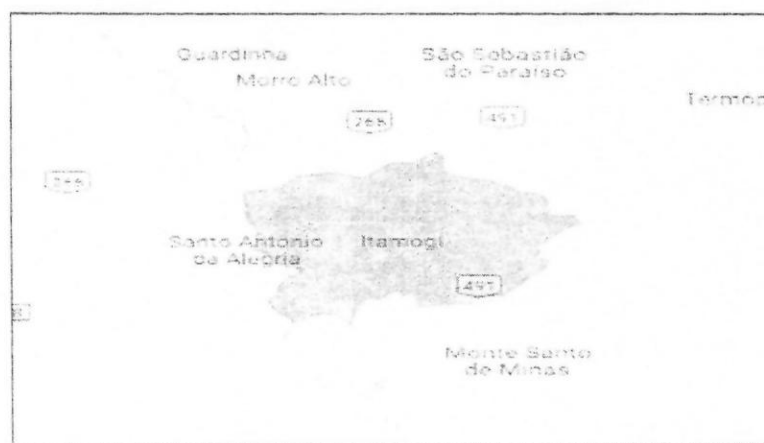 Guardinha
Morro Alto
São Sebastião
do Paraíso
Termóp
265
491
265
Santo Antônio
da Alegria
Itamogi
491
Monte Santo
de Minas